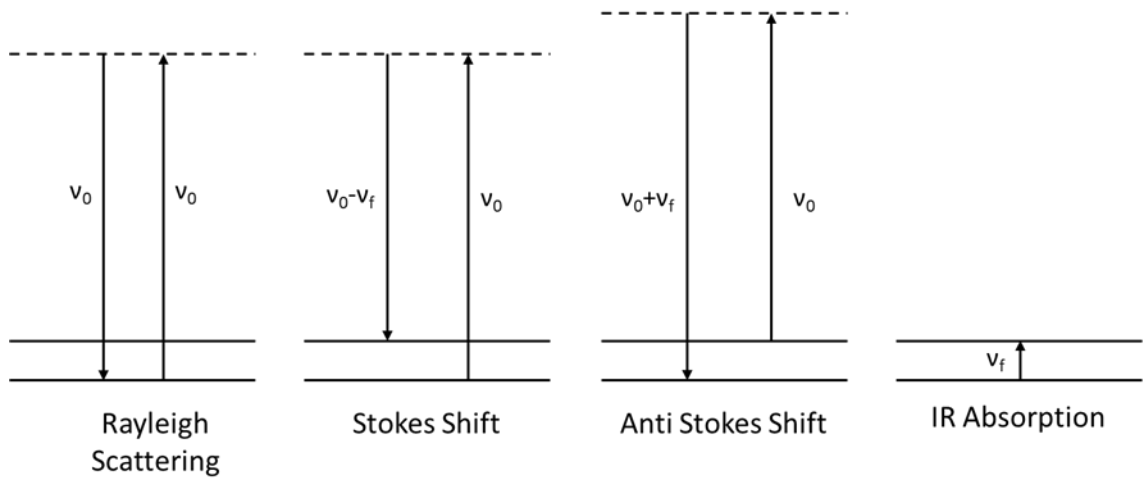 ν₀
ν₀
ν₀-νf
ν₀
ν₀+νf
ν₀
νf
Rayleigh
Scattering
Stokes Shift
Anti Stokes Shift
IR Absorption